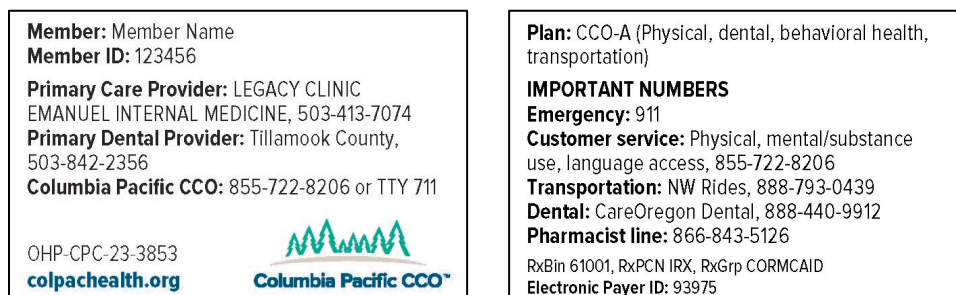 Member: Member Name
Member ID: 123456
Primary Care Provider: LEGACY CLINIC
EMANUEL INTERNAL MEDICINE, 503-413-7074
Primary Dental Provider: Tillamook County,
503-842-2356
Columbia Pacific CCO: 855-722-8206 or TTY 711
OHP-CPC-23-3853
colpachealth.org
Columbia Pacific CCO™
Plan: CCO-A (Physical, dental, behavioral health,
transportation)
IMPORTANT NUMBERS
Emergency: 911
Customer service: Physical, mental/substance
use, language access, 855-722-8206
Transportation: NW Rides, 888-793-0439
Dental: CareOregon Dental, 888-440-9912
Pharmacist line: 866-843-5126
RxBin 61001, RxPCN IRX, RxGrp CORMCAID
Electronic Payer ID: 93975